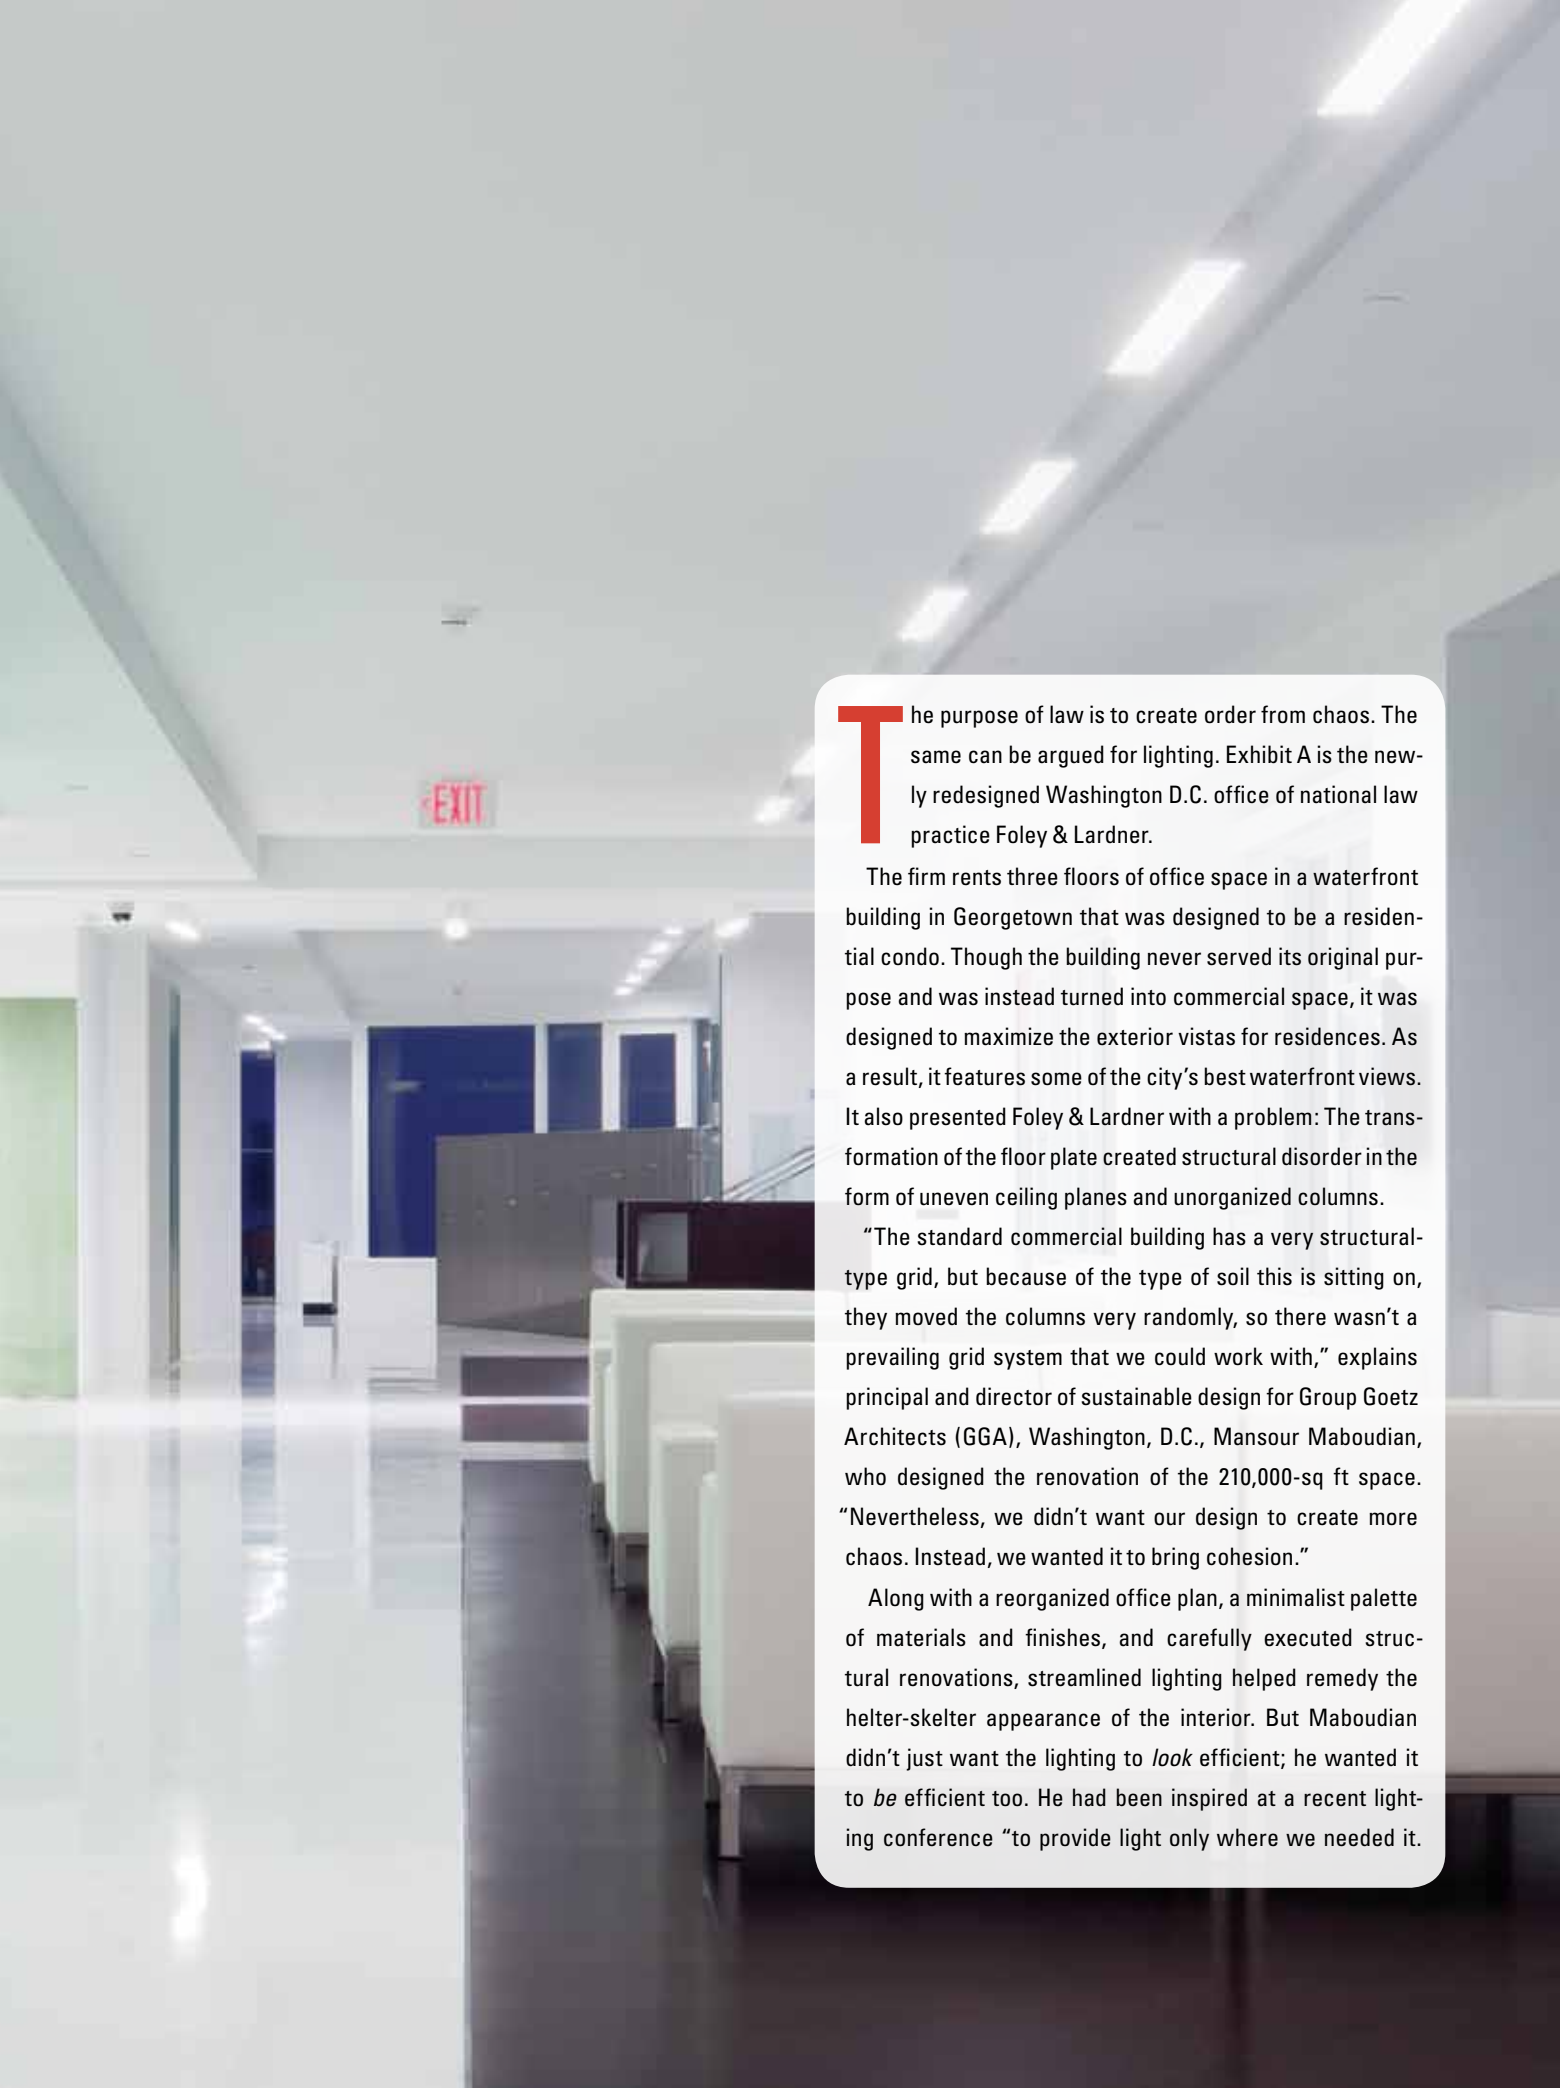 <EXIT
The purpose of law is to create order from chaos. The
same can be argued for lighting. Exhibit A is the new-
ly redesigned Washington D.C. office of national law
practice Foley & Lardner.
The firm rents three floors of office space in a waterfront
building in Georgetown that was designed to be a residen-
tial condo. Though the building never served its original pur-
pose and was instead turned into commercial space, it was
designed to maximize the exterior vistas for residences. As
a result, it features some of the city’s best waterfront views.
It also presented Foley & Lardner with a problem: The trans-
formation of the floor plate created structural disorder in the
form of uneven ceiling planes and unorganized columns.
“The standard commercial building has a very structural-
type grid, but because of the type of soil this is sitting on,
they moved the columns very randomly, so there wasn’t a
prevailing grid system that we could work with,” explains
principal and director of sustainable design for Group Goetz
Architects (GGA), Washington, D.C., Mansour Maboudian,
who designed the renovation of the 210,000-sq ft space.
“Nevertheless, we didn’t want our design to create more
chaos. Instead, we wanted it to bring cohesion.”
Along with a reorganized office plan, a minimalist palette
of materials and finishes, and carefully executed struc-
tural renovations, streamlined lighting helped remedy the
helter-skelter appearance of the interior. But Maboudian
didn’t just want the lighting to look efficient; he wanted it
to be efficient too. He had been inspired at a recent light-
ing conference “to provide light only where we needed it.